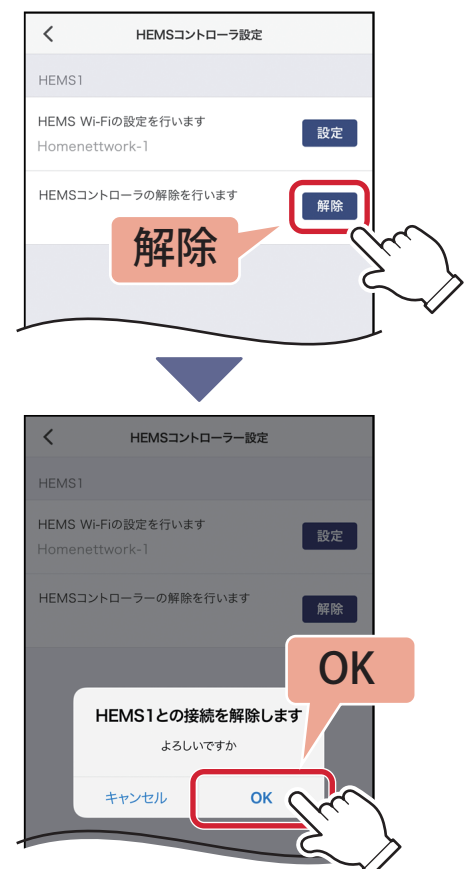 HEMSコントローラ設定
HEMS1
HEMS Wi-Fiの設定を行います
Homenettwork-1
設定
HEMSコントローラの解除を行います
解除
解除
HEMSコントローラー設定
HEMS1
HEMS Wi-Fiの設定を行います
Homenettwork-1
設定
HEMSコントローラーの解除を行います
解除
OK
HEMS1との接続を解除します
よろしいですか
キャンセル
OK